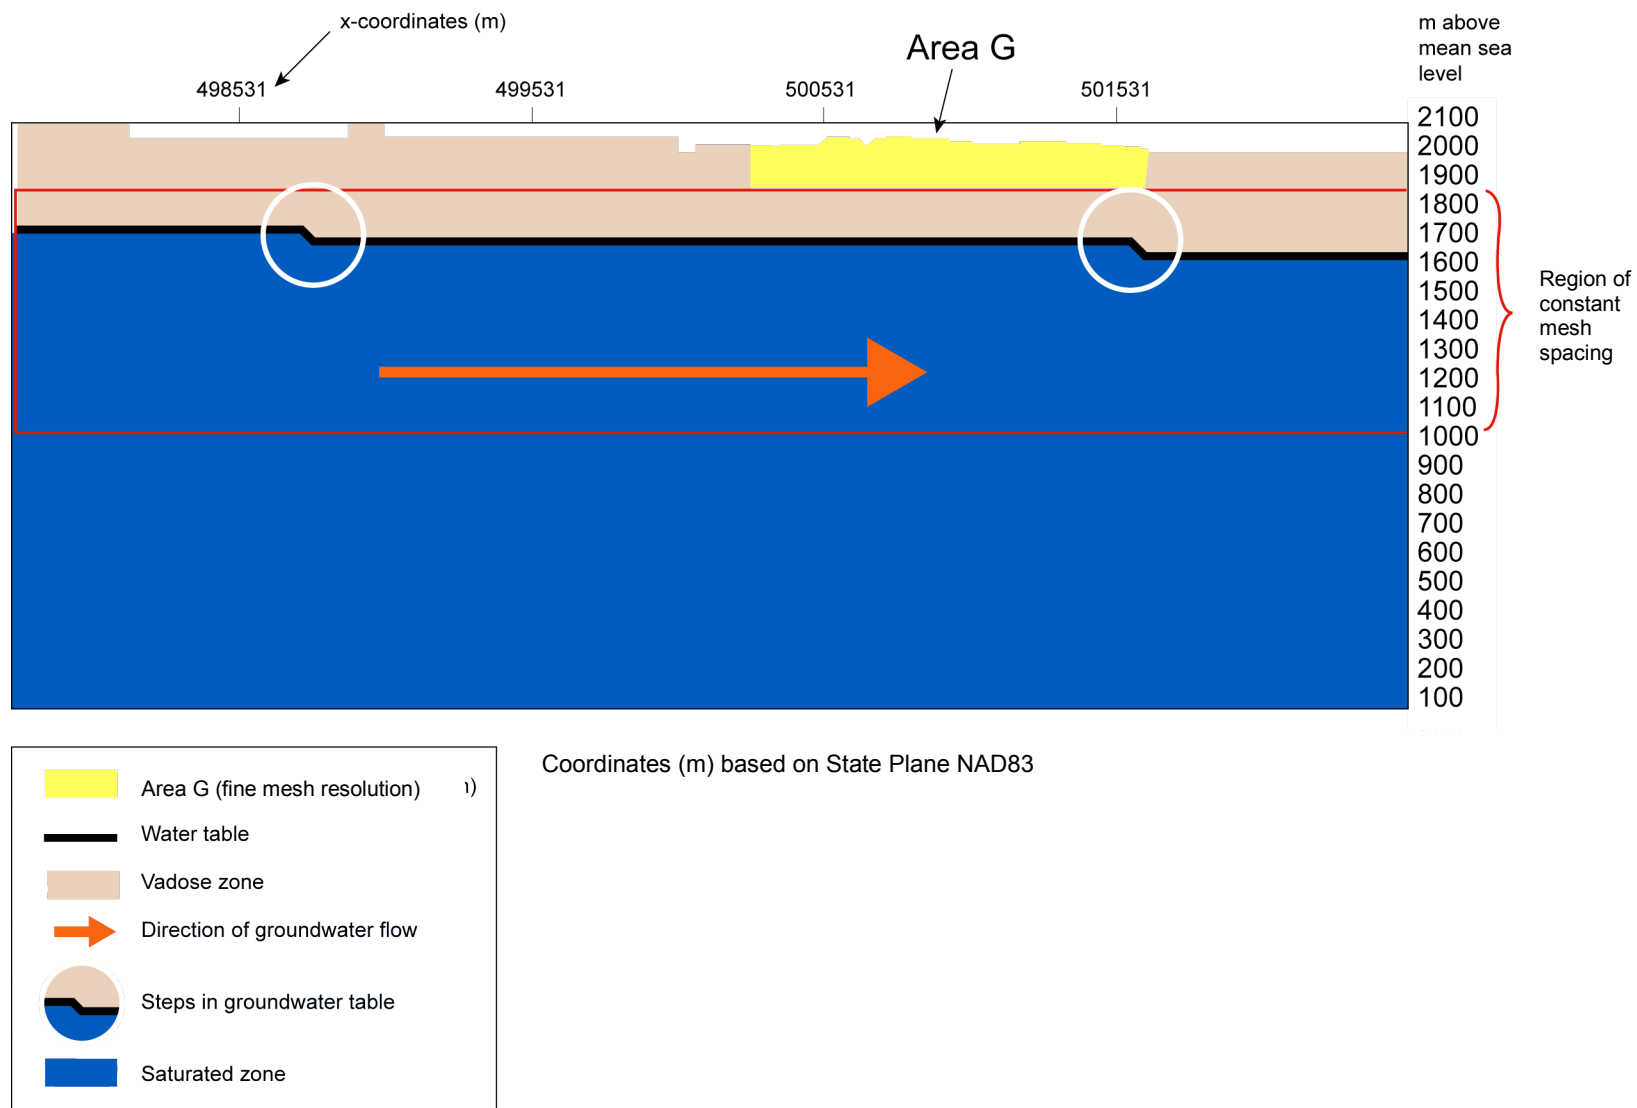 x-coordinates (m)
m above
mean sea
level
Area G
498531
499531
500531
501531
2100
2000
1900
1800
1700
1600
1500
1400
1300
1200
1100
1000
900
800
700
600
500
400
300
200
100
Region of
constant
mesh
spacing
Coordinates (m) based on State Plane NAD83
Area G (fine mesh resolution)
Water table
Vadose zone
Direction of groundwater flow
Steps in groundwater table
Saturated zone